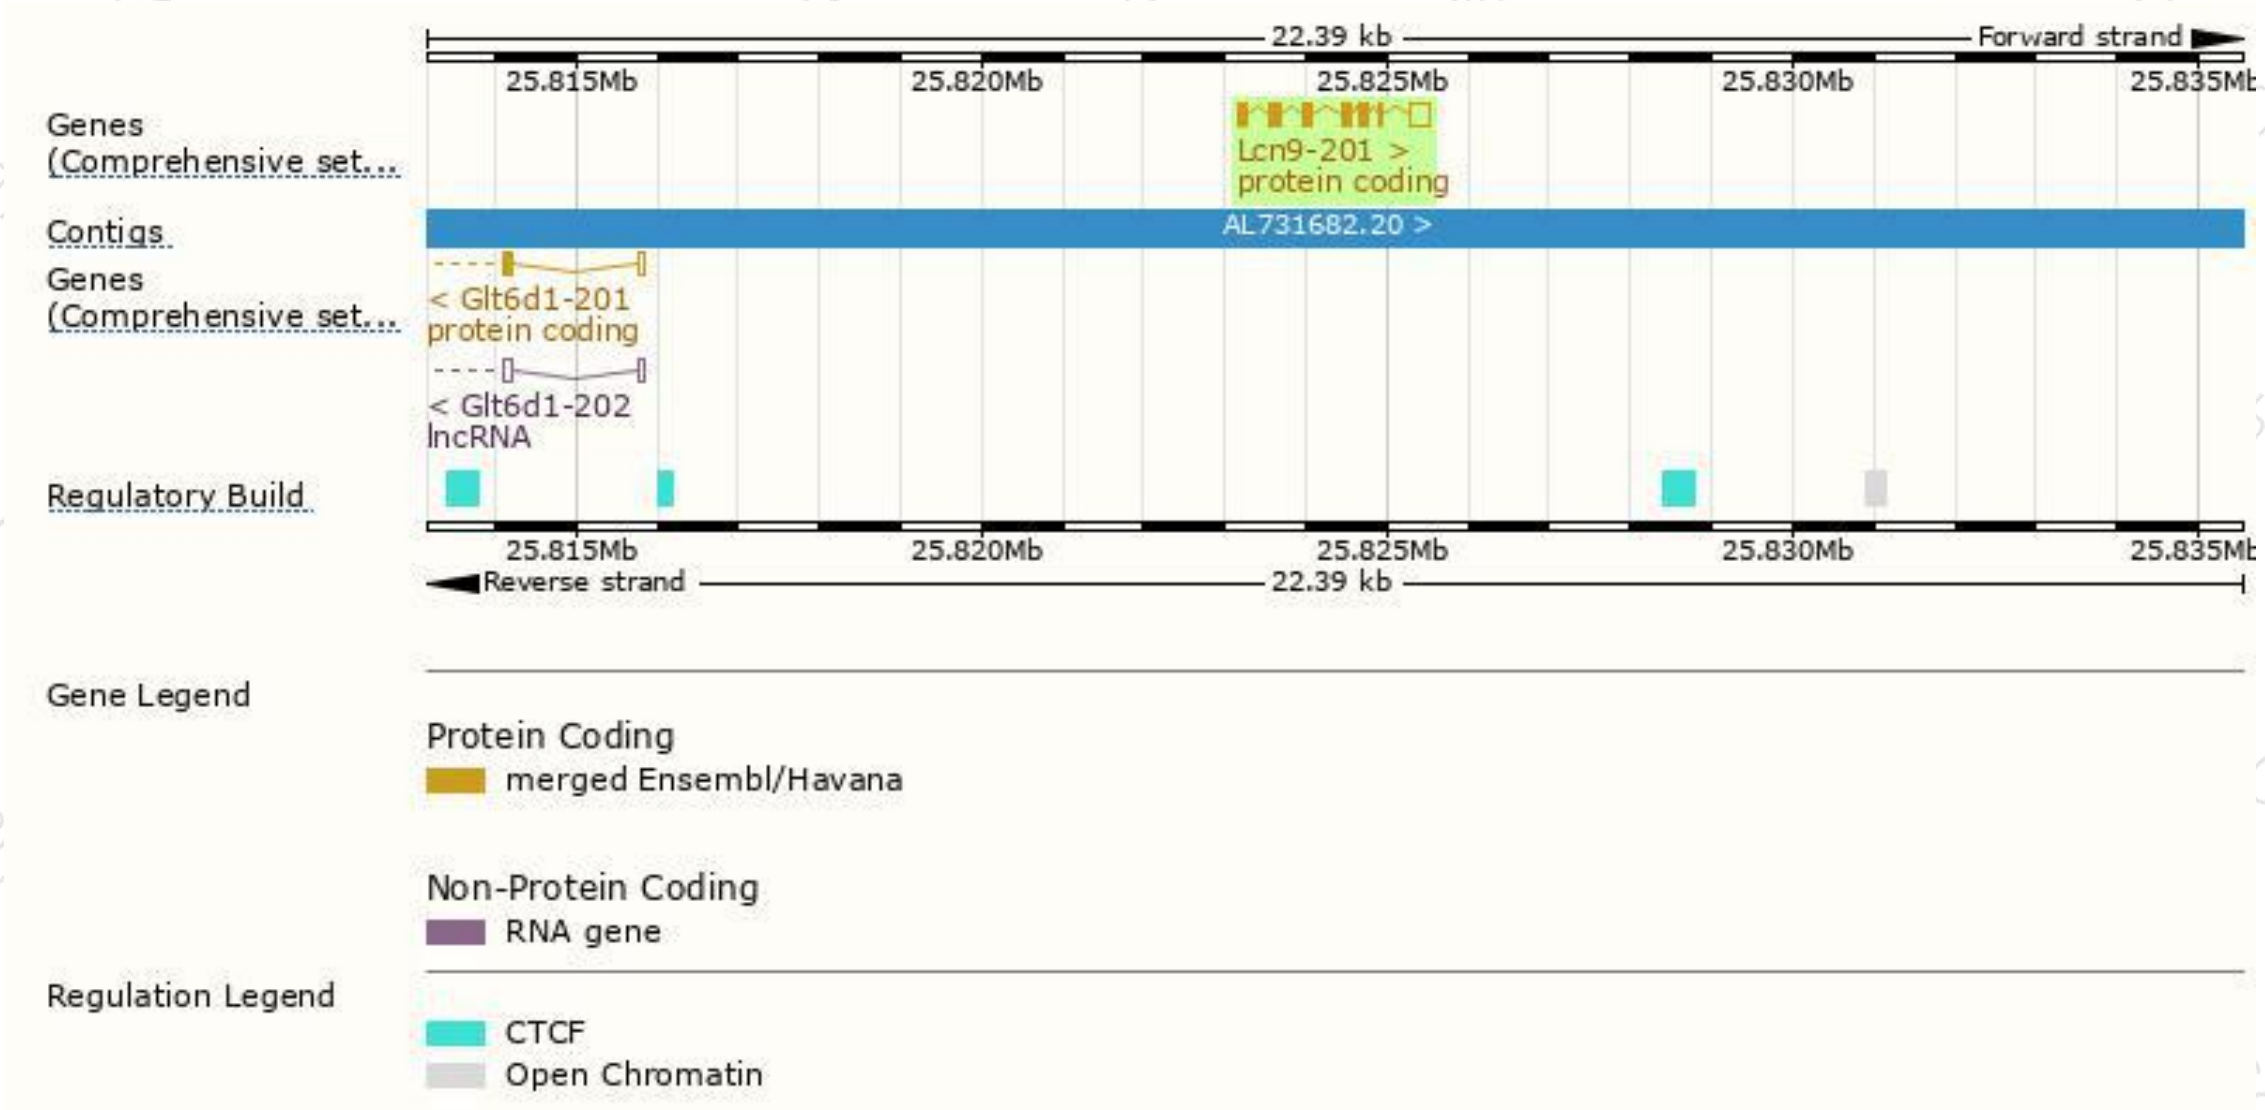 22.39 kb
Forward strand
25.815Mb 25.820Mb 25.825Mb 25.830Mb 25.835Mb
Genes
(Comprehensive set...
Lcn9-201 >
protein coding
Contigs
AL731682.20 >
Genes
(Comprehensive set...
< Glt6d1-201
protein coding
< Glt6d1-202
lncRNA
Regulatory Build
25.815Mb 25.820Mb 25.825Mb 25.830Mb 25.835Mb
Reverse strand
22.39 kb
Gene Legend
Protein Coding
merged Ensembl/Havana
Non-Protein Coding
RNA gene
Regulation Legend
CTCF
Open Chromatin